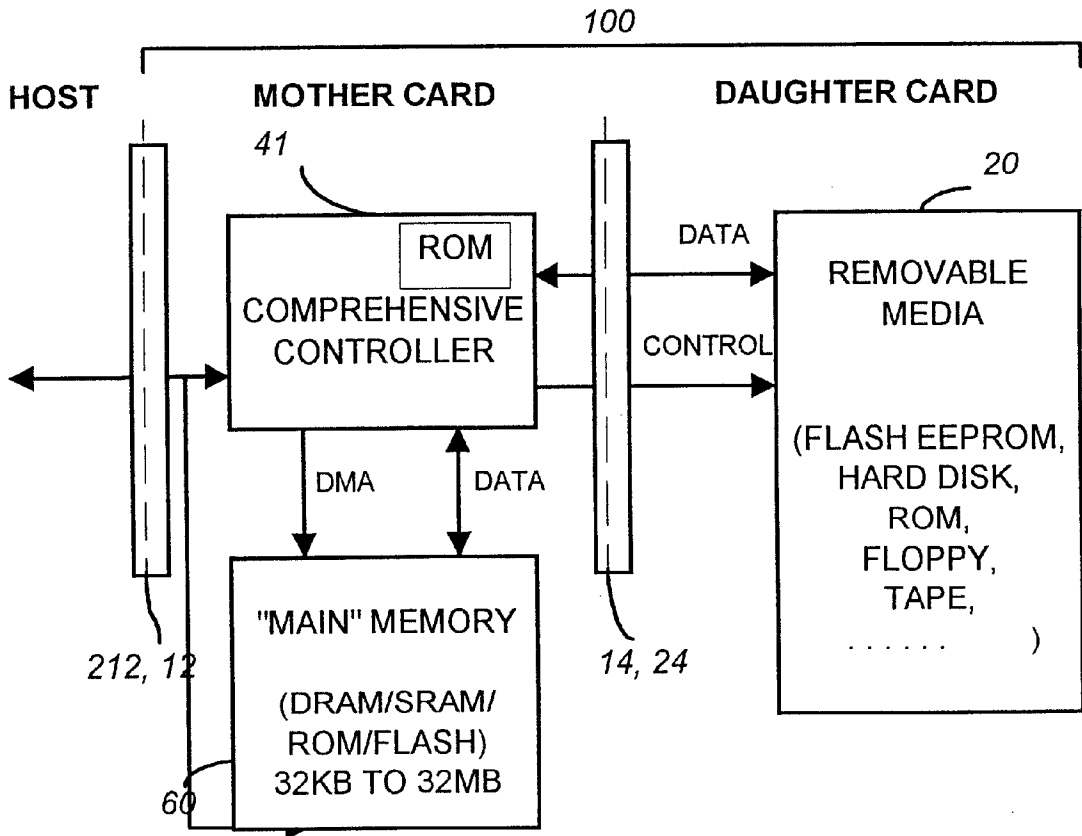 100
HOST
MOTHER CARD
DAUGHTER CARD
41
20
ROM
COMPREHENSIVE
CONTROLLER
DATA
CONTROL
REMOVABLE
MEDIA
(FLASH EEPROM,
HARD DISK,
ROM,
FLOPPY,
TAPE,
. . . . . . )
DMA
DATA
"MAIN" MEMORY
(DRAM/SRAM/
ROM/FLASH)
32KB TO 32MB
212, 12
14, 24
60